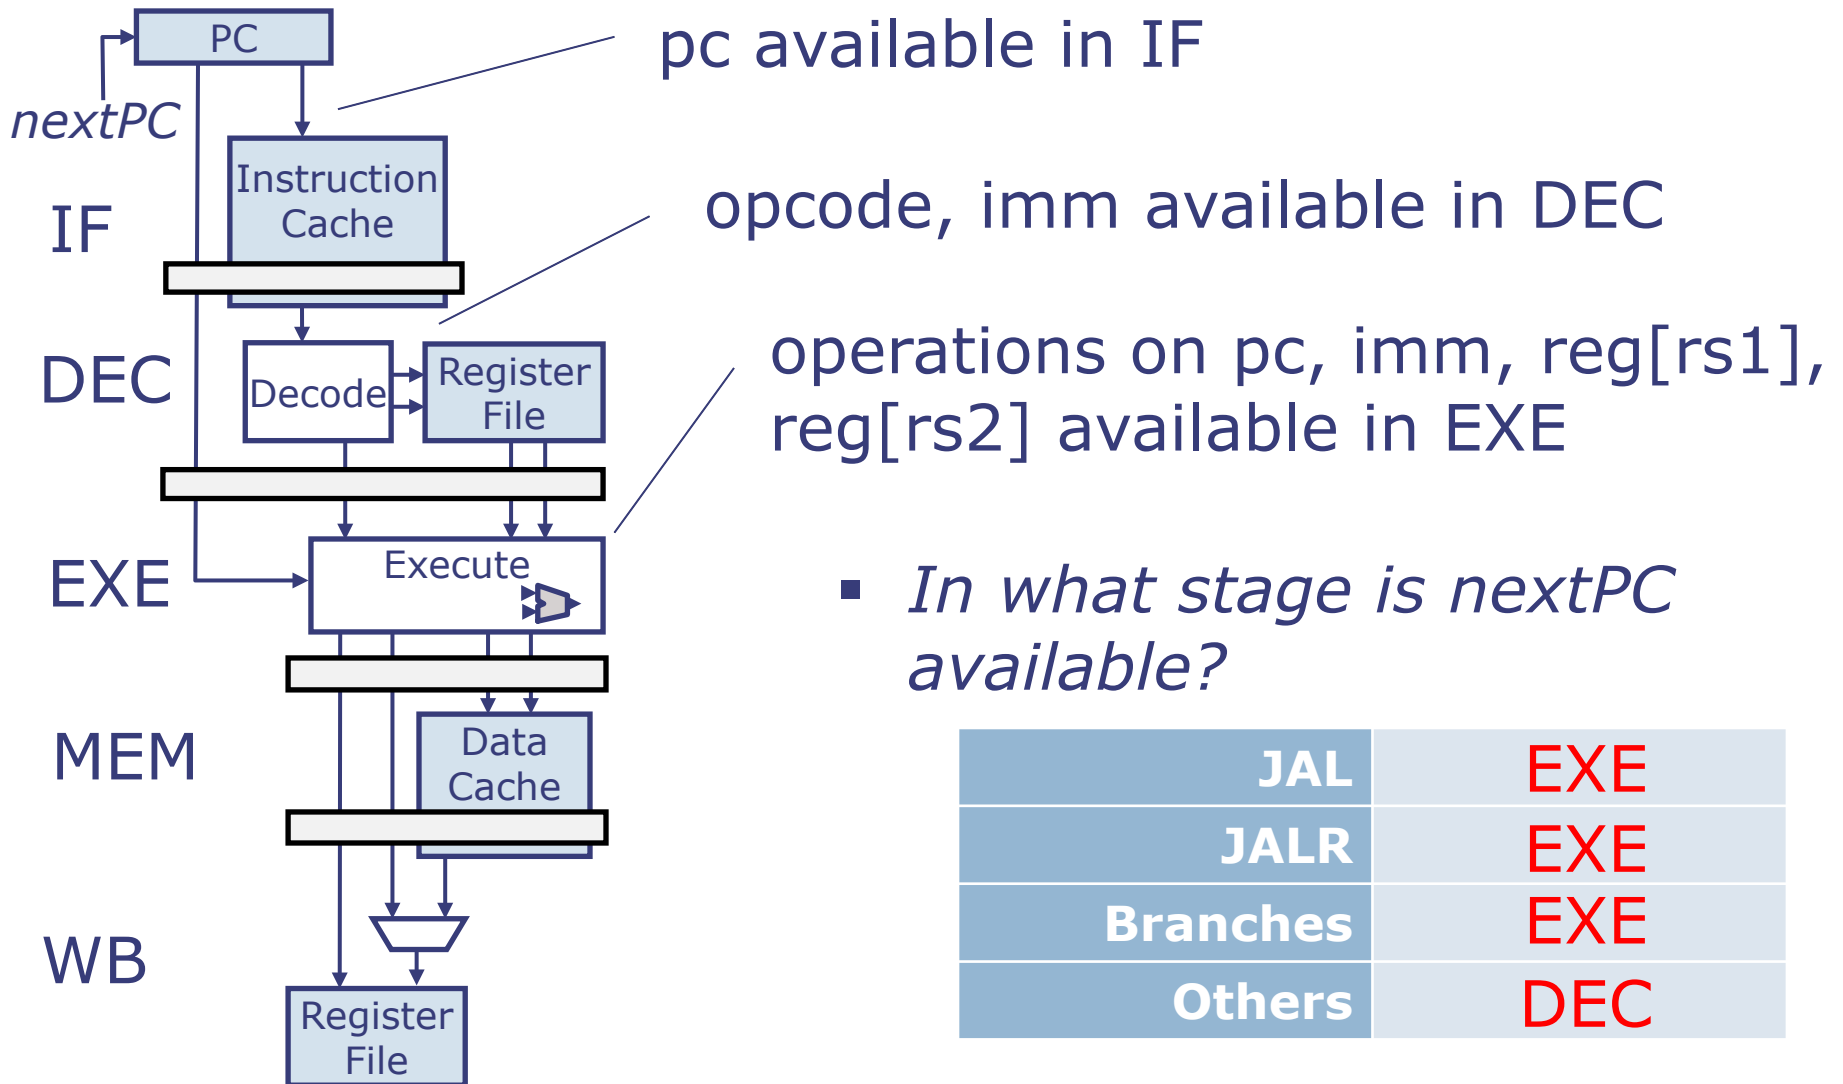 PC
pc available in IF
nextPC
Instruction
Cache
IF
opcode, imm available in DEC
DEC
Decode
Register
File
operations on pc, imm, reg[rs1],
reg[rs2] available in EXE
EXE
Execute
▪ In what stage is nextPC
available?
MEM
Data
Cache
JAL EXE
JALR EXE
Branches EXE
Others DEC
WB
Register
File